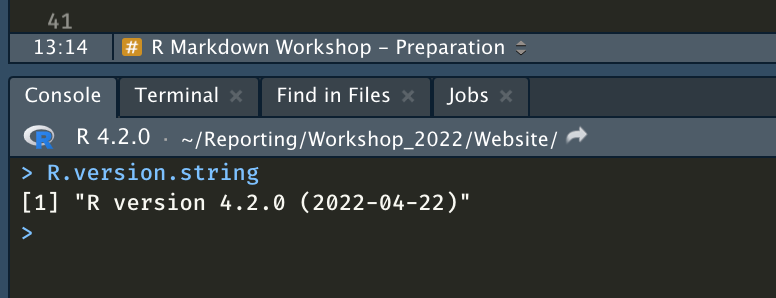 41
13:14 # R Markdown Workshop – Preparation
Console Terminal × Find in Files × Jobs ×
R R 4.2.0 · ~/Reporting/Workshop_2022/Website/
> R.version.string
[1] "R version 4.2.0 (2022-04-22)"
>